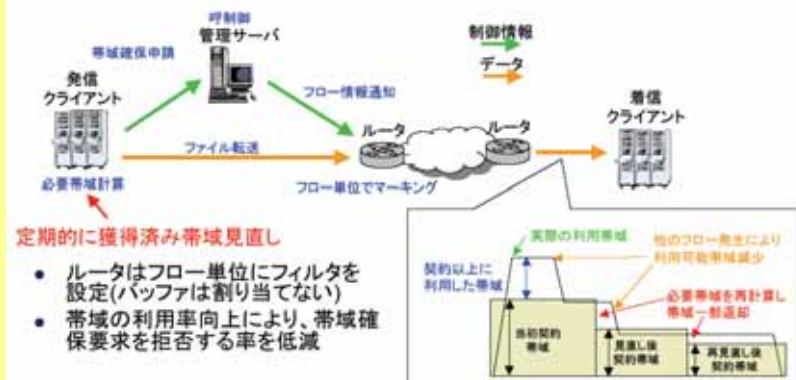 呼制御
管理サーバ
帯域確保申請
制御情報
データ
発信
クライアント
フロー情報通知
着信
クライアント
ルータ
ルータ
ファイル転送
必要帯域計算
フロー単位でマーキング
定期的に獲得済み帯域見直し
• ルータはフロー単位にフィルタを
設定(バッファは割り当てない)
• 帯域の利用率向上により、帯域確
保要求を拒否する率を低減
実際の利用帯域
他のフロー発生により
利用可能帯域減少
契約以上に
利用した帯域
必要帯域を再計算し
帯域一部返却
当初契約
帯域
見直し後
契約帯域
再見直し後
契約帯域